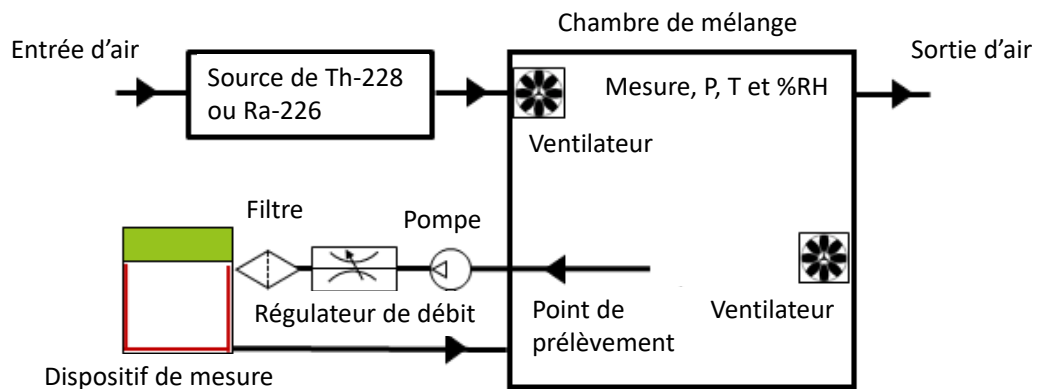 Chambre de mélange
Entrée d’air
Sortie d’air
Source de Th-228
ou Ra-226
Mesure, P, T et %RH
Ventilateur
Filtre
Pompe
Régulateur de débit
Point de
prélèvement
Ventilateur
Dispositif de mesure